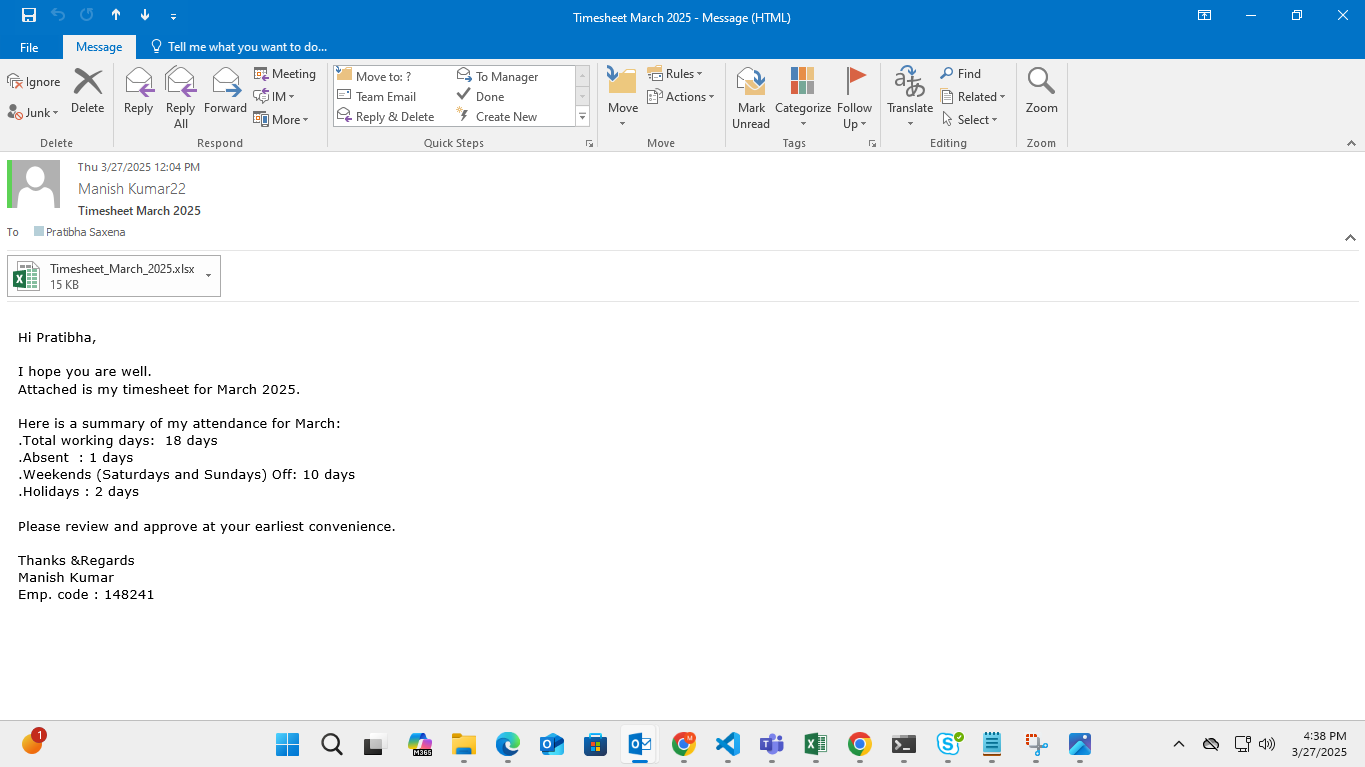 Timesheet March 2025 - Message (HTML)
File
Message
Tell me what you want to do...
Ignore
Junk
Delete
Delete
Reply
Reply All
Forward
Meeting
IM
More
Respond
Move to: ?
Team Email
Reply & Delete
To Manager
Done
Create New
Quick Steps
Move
Rules
Actions
Move
Mark Unread
Categorize
Follow Up
Tags
Translate
Find
Related
Select
Editing
Zoom
Zoom
Thu 3/27/2025 12:04 PM
Manish Kumar22
Timesheet March 2025
To Pratibha Saxena
Timesheet_March_2025.xlsx
15 KB
Hi Pratibha,
I hope you are well.
Attached is my timesheet for March 2025.
Here is a summary of my attendance for March:
.Total working days:  18 days
.Absent  : 1 days
.Weekends (Saturdays and Sundays) Off: 10 days
.Holidays : 2 days
Please review and approve at your earliest convenience.
Thanks &Regards
Manish Kumar
Emp. code : 148241
1
M365
4:38 PM
3/27/2025